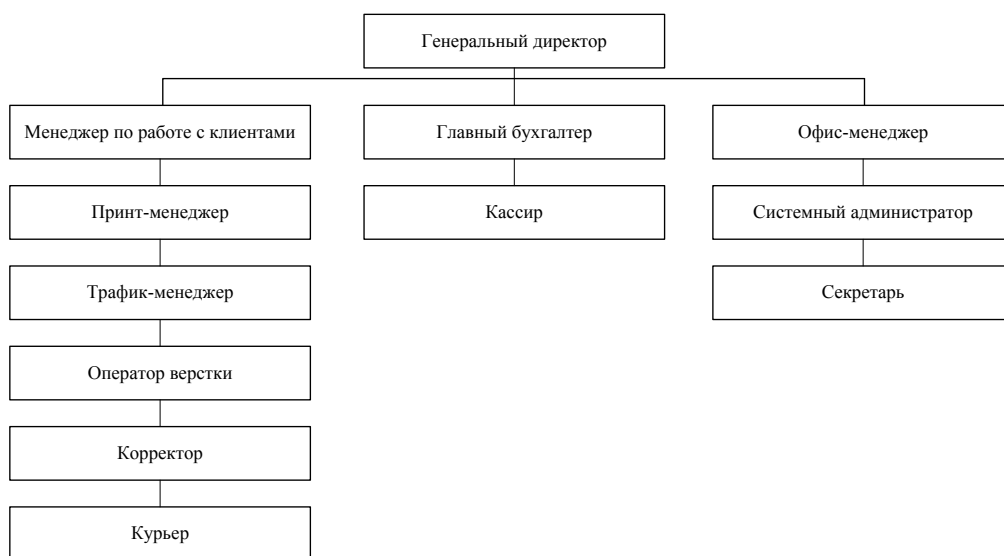 Генеральный директор
Менеджер по работе с клиентами
Главный бухгалтер
Офис-менеджер
Принт-менеджер
Кассир
Системный администратор
Трафик-менеджер
Секретарь
Оператор верстки
Корректор
Курьер